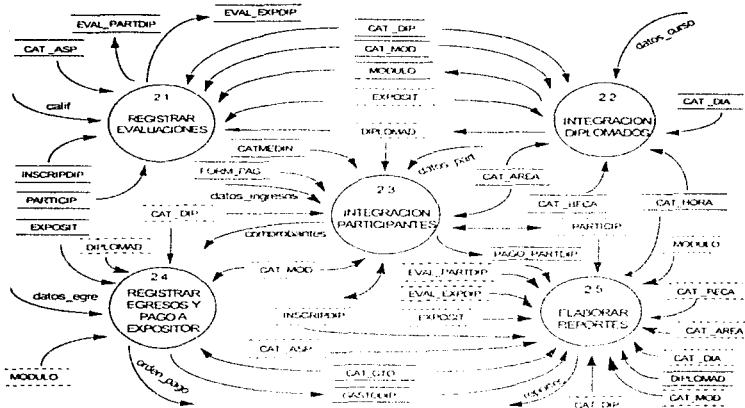 EVAL_EXPDIP
EVAL_PARTDIP
CAT_ASP
CAT_DIP
CAT_MOD
MODULO
EXPOSIT
DIPLOMAD
datos_curso
calif
2.1
REGISTRAR
EVALUACIONES
2.2
INTEGRACION
DIPLOMADOS
CAT_DIA
INSCRIPDIP
PARTICIP
EXPOSIT
CATMEDIN
FORM_PAG
datos_ingresos
datos_part
CAT_AREA
CAT_BECA
CAT_HORA
CAT_DIP
2.3
INTEGRACION
PARTICIPANTES
PARTICIP
comprobantes
DIPLOMAD
MODULO
PAGO_PARTDIP
CAT_MOD
2.4
REGISTRAR
EGRESOS Y
PAGO A
EXPOSITOR
datos_egre
EVAL_PARTDIP
EVAL_EXPDIP
EXPOSIT
INSCRIPDIP
2.5
ELABORAR
REPORTES
CAT_BECA
CAT_AREA
CAT_DIA
DIPLOMAD
CAT_MOD
CAT_DIP
MODULO
CAT_ASP
CAT_GTO
GASTODIP
orden_pago
reportes